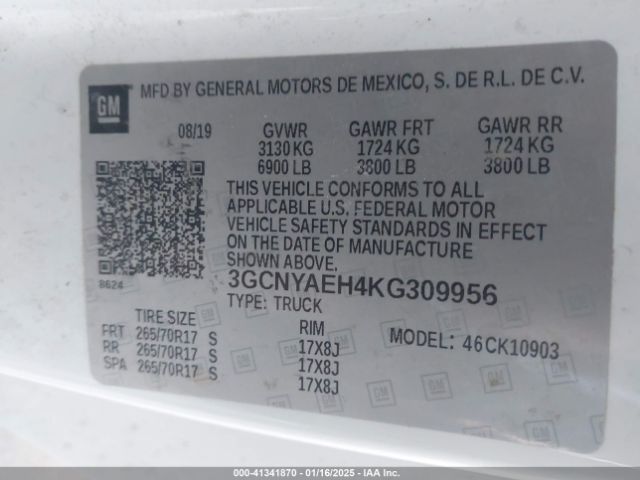 GM
MFD BY GENERAL MOTORS DE MEXICO, S. DE R.L. DE C.V.
08/19 GVWR GAWR FRT GAWR RR
3130 KG 1724 KG 1724 KG
6900 LB 3800 LB 3800 LB
THIS VEHICLE CONFORMS TO ALL
APPLICABLE U.S. FEDERAL MOTOR
VEHICLE SAFETY STANDARDS IN EFFECT
ON THE DATE OF MANUFACTURE
SHOWN ABOVE.
8624
3GCNYAEH4KG309956
TYPE: TRUCK
TIRE SIZE RIM MODEL: 46CK10903
FRT 265/70R17 S 17X8J
RR 265/70R17 S 17X8J
SPA 265/70R17 S 17X8J
000-41341870 - 01/16/2025 - IAA Inc.